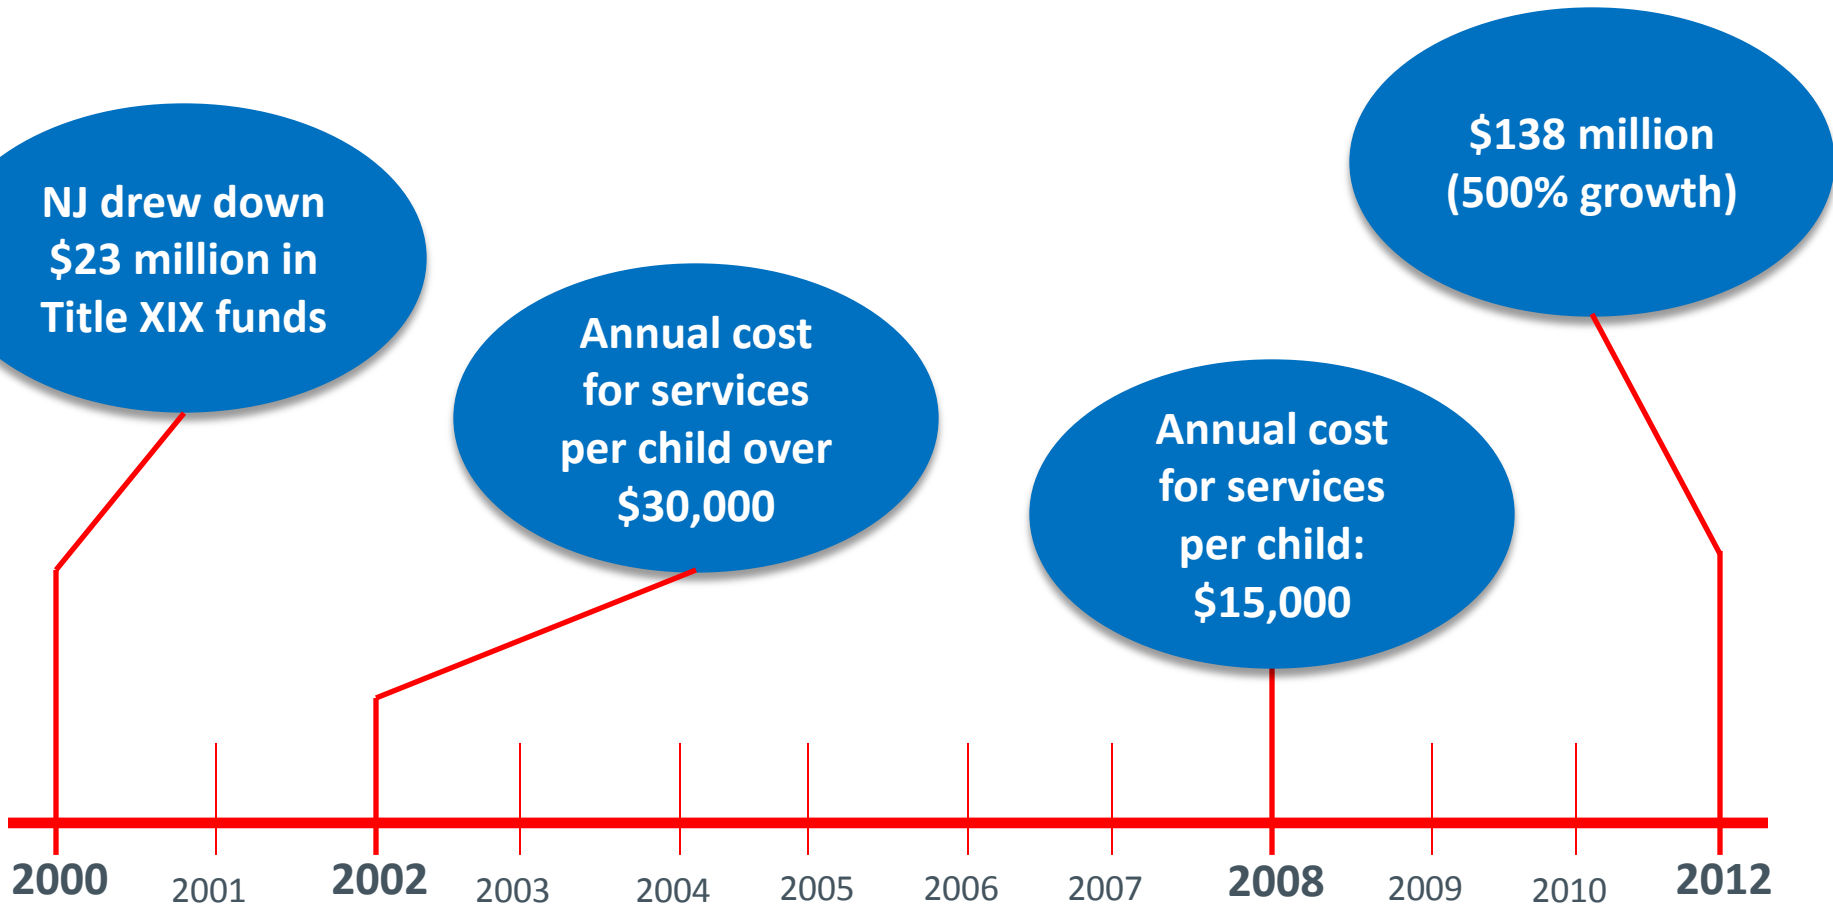 NJ drew down
$23 million in
Title XIX funds
Annual cost
for services
per child over
$30,000
Annual cost
for services
per child:
$15,000
$138 million
(500% growth)
2000
2001
2002
2003
2004
2005
2006
2007
2008
2009
2010
2012